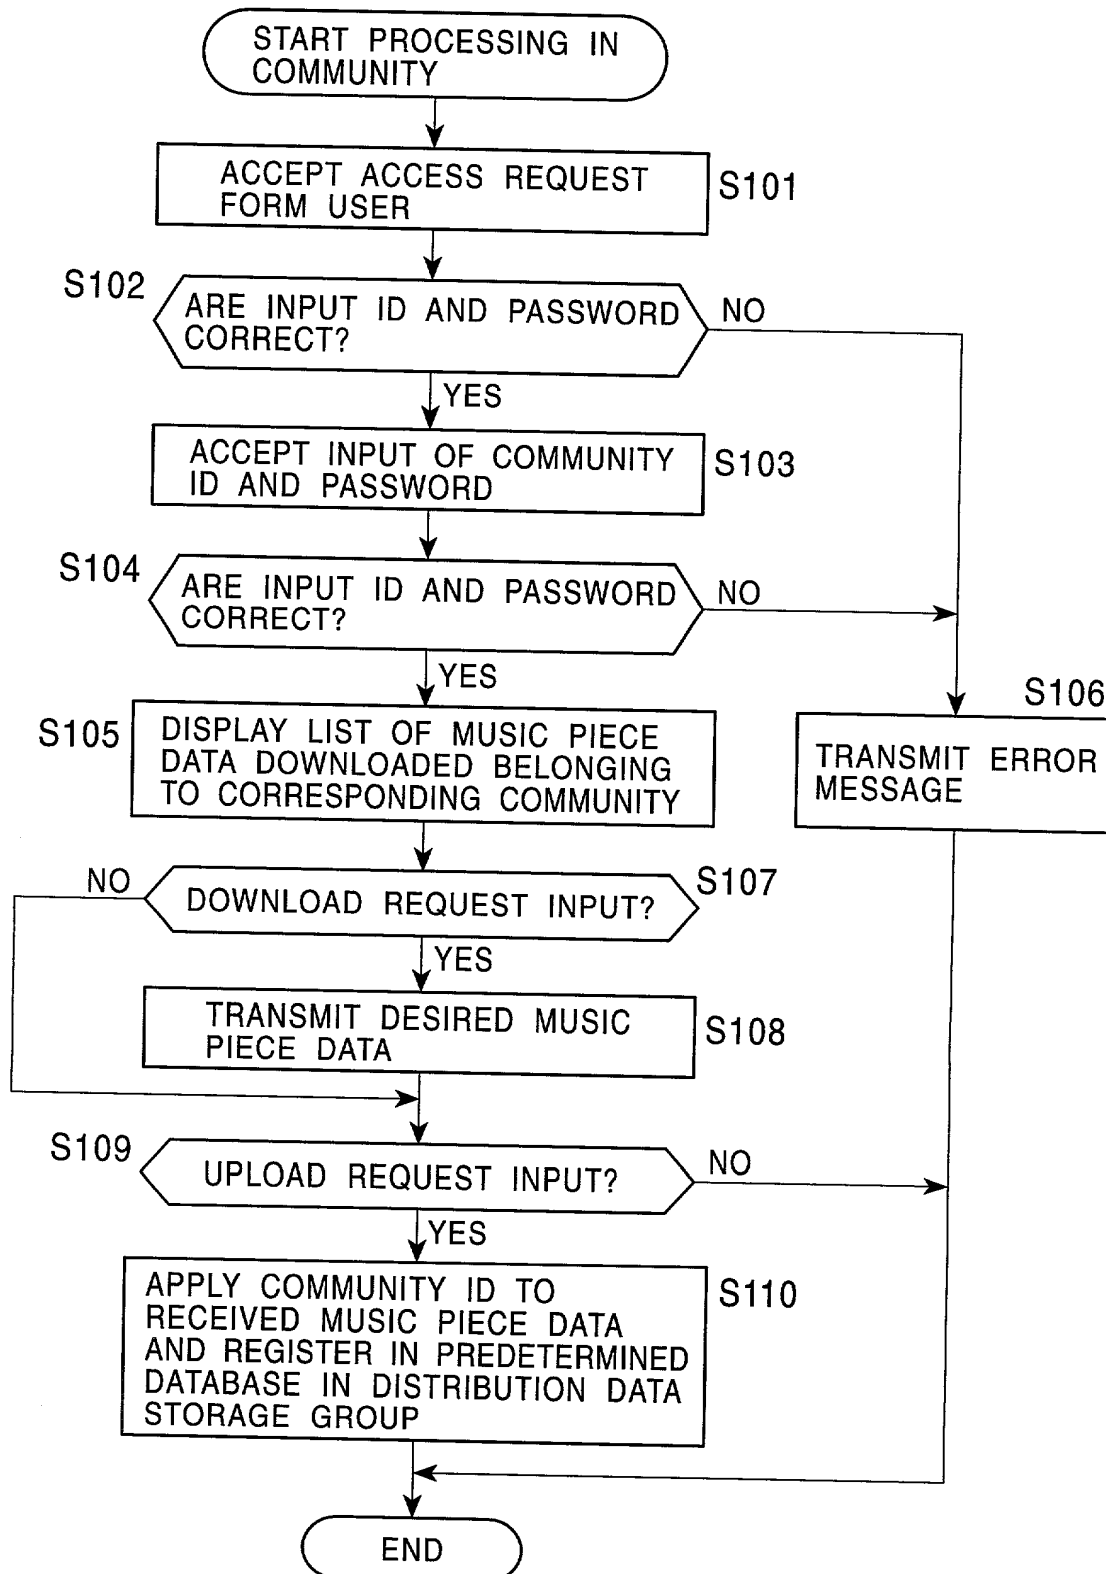 START PROCESSING IN
COMMUNITY
ACCEPT ACCESS REQUEST
FORM USER
S101
S102
ARE INPUT ID AND PASSWORD
CORRECT?
NO
YES
ACCEPT INPUT OF COMMUNITY
ID AND PASSWORD
S103
S104
ARE INPUT ID AND PASSWORD
CORRECT?
NO
YES
S105
DISPLAY LIST OF MUSIC PIECE
DATA DOWNLOADED BELONGING
TO CORRESPONDING COMMUNITY
S106
TRANSMIT ERROR
MESSAGE
NO
DOWNLOAD REQUEST INPUT?
S107
YES
TRANSMIT DESIRED MUSIC
PIECE DATA
S108
S109
UPLOAD REQUEST INPUT?
NO
YES
APPLY COMMUNITY ID TO
RECEIVED MUSIC PIECE DATA
AND REGISTER IN PREDETERMINED
DATABASE IN DISTRIBUTION DATA
STORAGE GROUP
S110
END